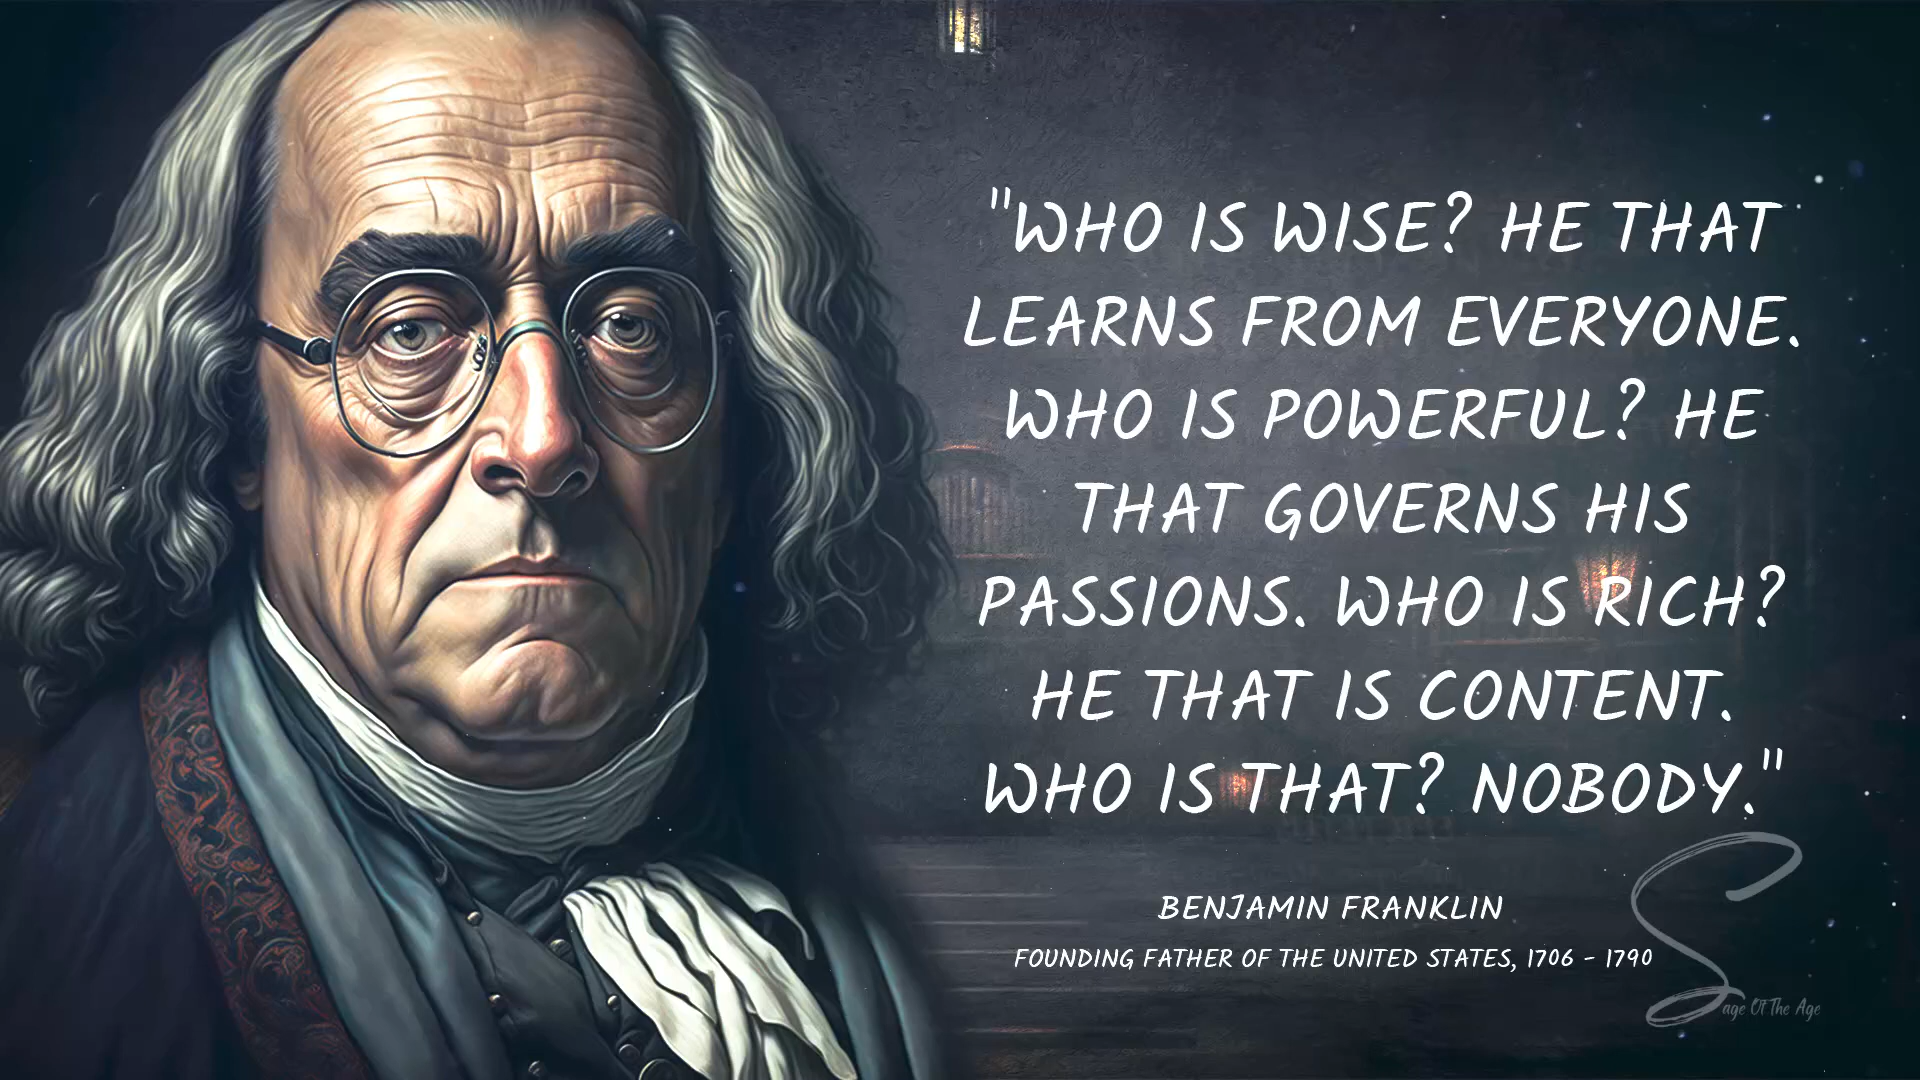 "WHO IS WISE? HE THAT
LEARNS FROM EVERYONE.
WHO IS POWERFUL? HE
THAT GOVERNS HIS
PASSIONS. WHO IS RICH?
HE THAT IS CONTENT.
WHO IS THAT? NOBODY."
BENJAMIN FRANKLIN
FOUNDING FATHER OF THE UNITED STATES, 1706 - 1790
Sage Of The Age